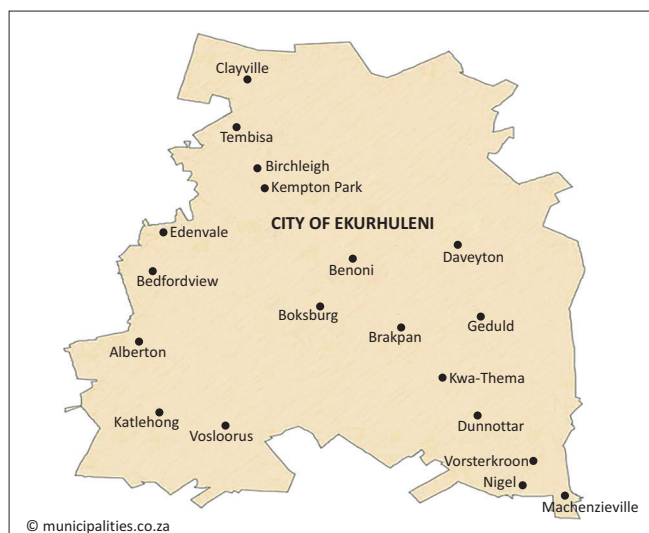 Clayville
Tembisa
Birchleigh
Kempton Park
CITY OF EKURHULENI
Edenvale
Daveyton
Benoni
Bedfordview
Boksburg
Geduld
Brakpan
Alberton
Kwa-Thema
Katlehong
Dunnottar
Vosloorus
Vorsterkroon
Nigel
Machenzieville
© municipalities.co.za